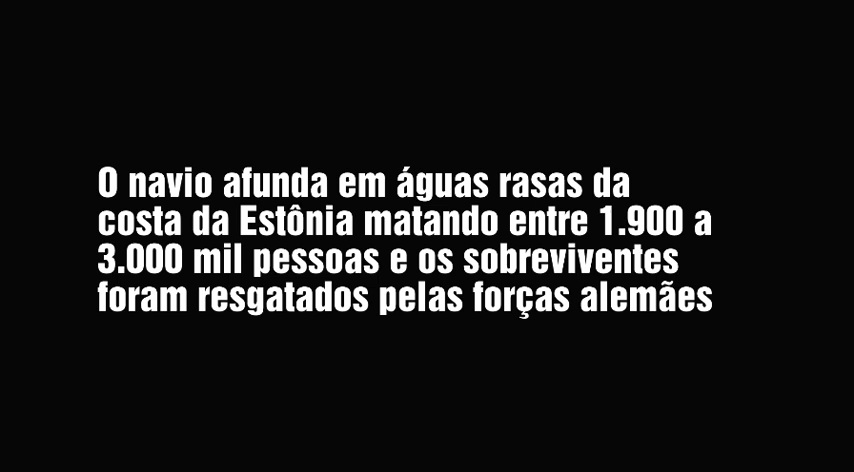 O navio afunda em águas rasas da
costa da Estônia matando entre 1.900 a
3.000 mil pessoas e os sobreviventes
foram resgatados pelas forças alemães